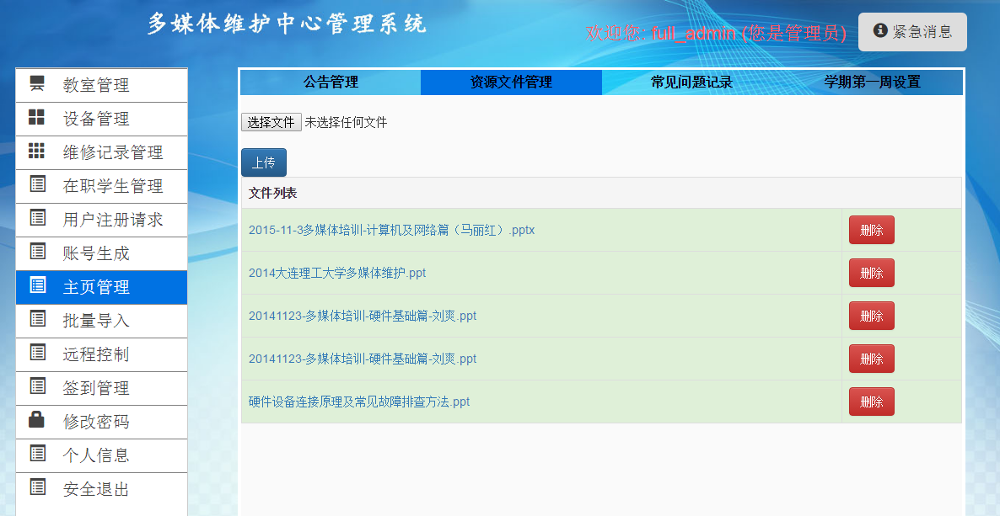 多媒体维护中心管理系统
欢迎您: full_admin (您是管理员)
紧急消息
教室管理
设备管理
维修记录管理
在职学生管理
用户注册请求
账号生成
主页管理
批量导入
远程控制
签到管理
修改密码
个人信息
安全退出
公告管理 资源文件管理 常见问题记录 学期第一周设置
选择文件 未选择任何文件
上传
文件列表
2015-11-3多媒体培训-计算机及网络篇（马丽红）.pptx 删除
2014大连理工大学多媒体维护.ppt 删除
20141123-多媒体培训-硬件基础篇-刘爽.ppt 删除
20141123-多媒体培训-硬件基础篇-刘爽.ppt 删除
硬件设备连接原理及常见故障排查方法.ppt 删除